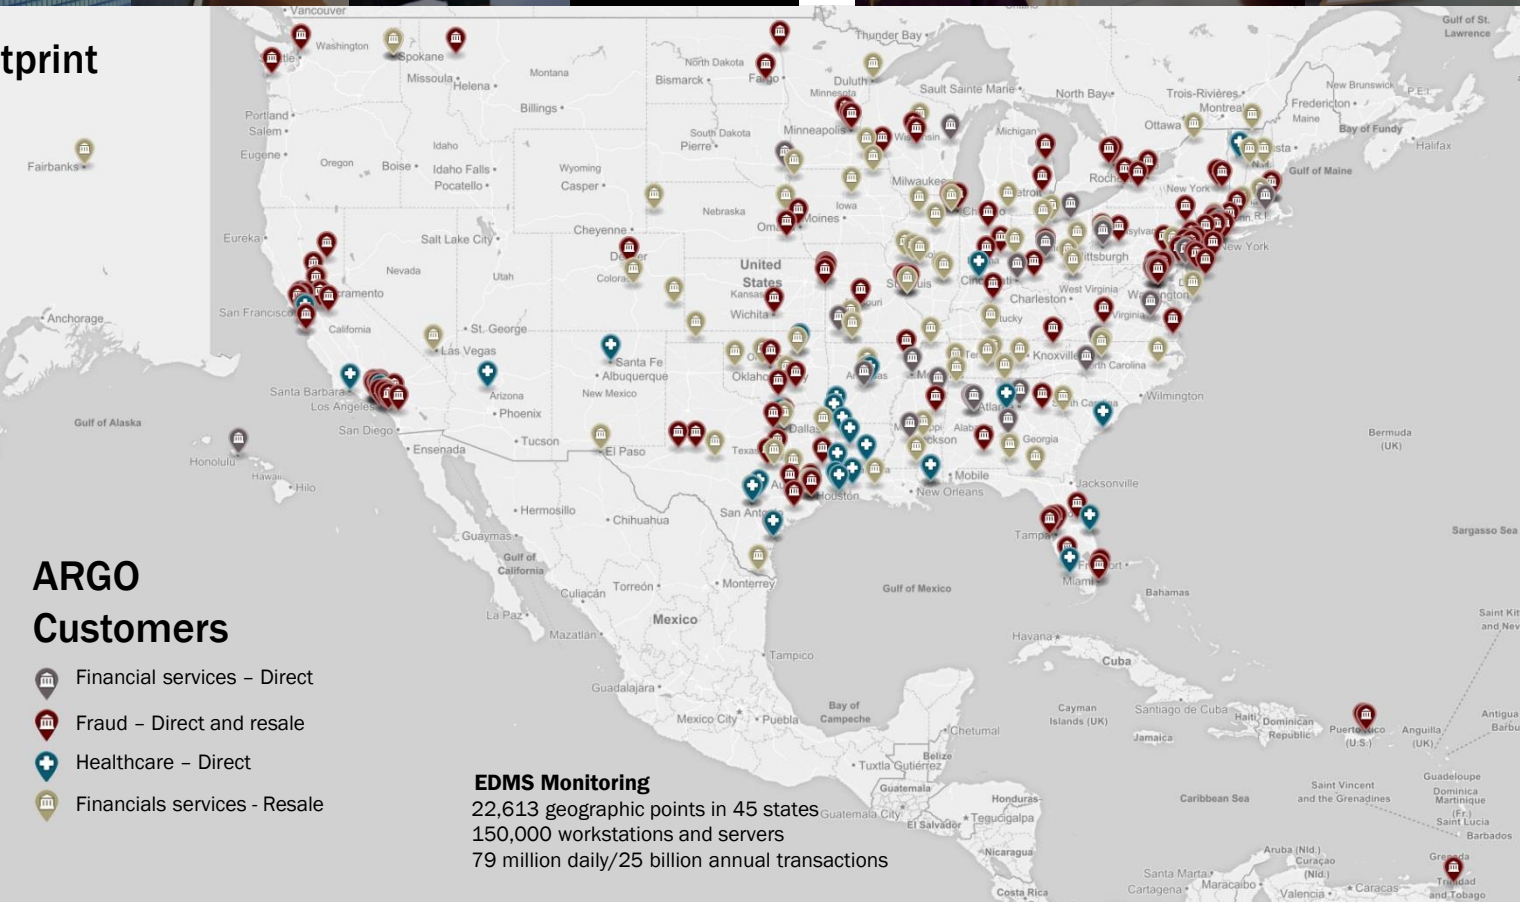 tprint
Vancouver
Washington
Spokane
Missoula
Helena
Montana
Billings
North Dakota
Bismarck
Fargo
Duluth
Minnesota
Thunder Bay
Sault Sainte Marie
North Bay
Trois-Rivières
Montreal
Ottawa
New Brunswick
P.E.I.
Fredericton
Maine
Bay of Fundy
Halifax
Gulf of Maine
Gulf of St.
Lawrence
Portland
Salem
Eugene
Oregon
Idaho
Boise
Idaho Falls
Pocatello
Wyoming
Casper
South Dakota
Pierre
Minneapolis
Michigan
Milwaukee
Iowa
Nebraska
New York
Fairbanks
Anchorage
Gulf of Alaska
Honolulu
Hawaii
Hilo
Eureka
Nevada
Salt Lake City
Utah
Cheyenne
United
States
Kansas
Wichita
Charleston
West Virginia
Virginia
New York
San Francisco
California
St. George
Las Vegas
Santa Fe
Albuquerque
New Mexico
Arizona
Phoenix
Tucson
El Paso
Santa Barbara
Los Angeles
San Diego
Ensenada
Knoxville
Wilmington
Dallas
Georgia
Mobile
New Orleans
Jacksonville
Houston
Tampa
Miami
Hermosillo
Chihuahua
Guaymas
Gulf of
California
Torreón
Culiacán
Monterrey
La Paz
Mazatlán
Mexico
Tampico
Guadalajara
Mexico City
Puebla
Bay of
Campeche
Gulf of Mexico
Bermuda
(UK)
Sargasso Sea
Bahamas
Havana
Cuba
Cayman
Islands (UK)
Santiago de Cuba
Jamaica
Haiti
Dominican
Republic
Puerto Rico
(U.S.)
Anguilla
(UK)
Antigua
Saint Kit
and Nev
Chetumal
Belize
Tuxtla Gutiérrez
Guatemala
Guatemala City
Honduras
Tegucigalpa
El Salvador
Nicaragua
Costa Rica
Caribbean Sea
Saint Vincent
and the Grenadines
Guadeloupe
Dominica
Martinique
(Fr.)
Saint Lucia
Barbados
Aruba (Nld.)
Curaçao
(Nld.)
Santa Marta
Cartagena
Maracaibo
Valencia
Caracas
Trinidad
and Tobago
ARGO
Customers
Financial services – Direct
Fraud – Direct and resale
Healthcare – Direct
Financials services - Resale
EDMS Monitoring
22,613 geographic points in 45 states
150,000 workstations and servers
79 million daily/25 billion annual transactions